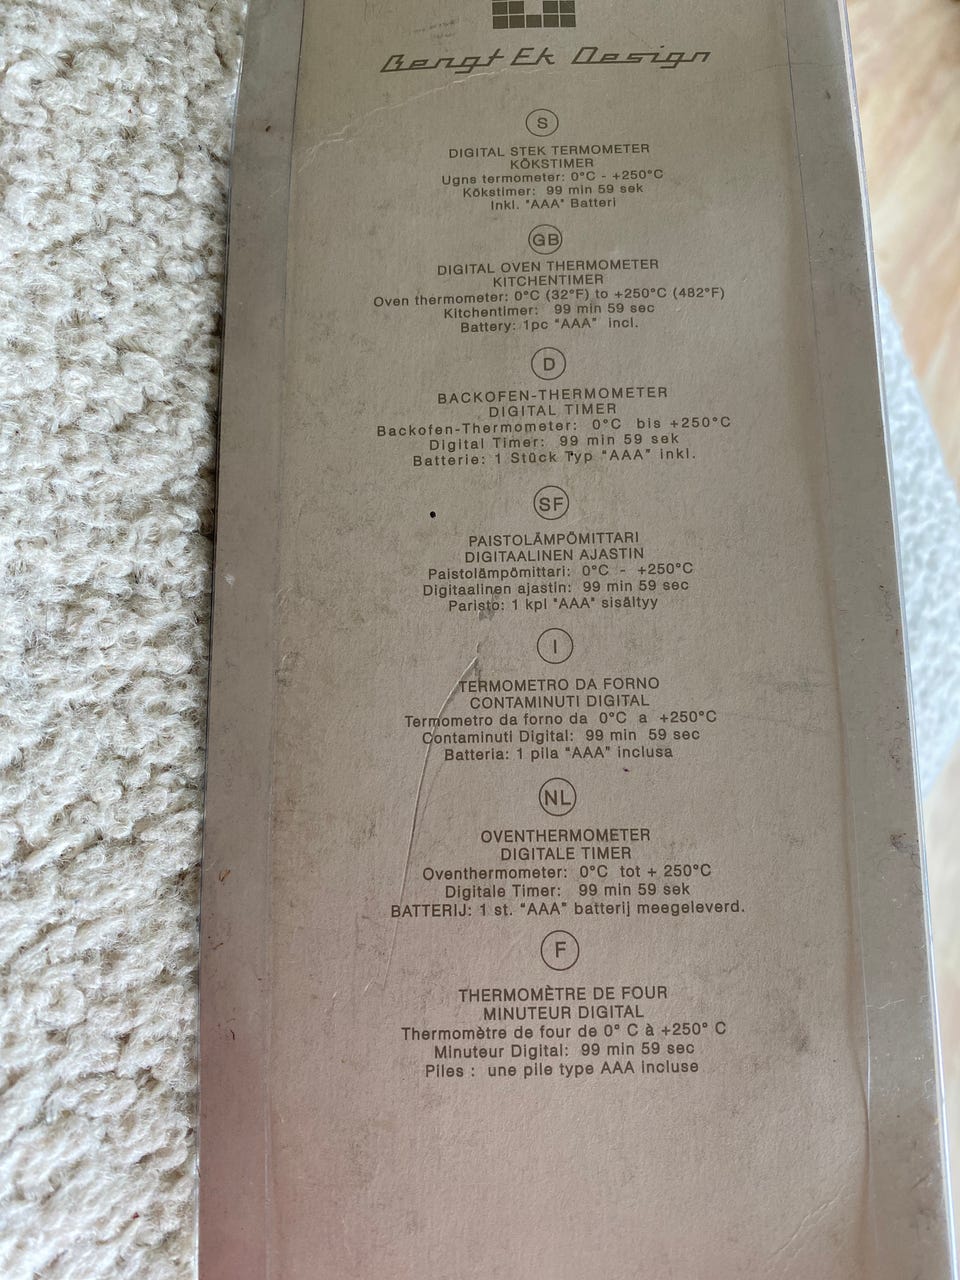 Bengt Ek Design
S
DIGITAL STEK TERMOMETER
KÖKSTIMER
Ugns termometer: 0°C - +250°C
Kökstimer: 99 min 59 sek
Inkl. "AAA" Batteri
GB
DIGITAL OVEN THERMOMETER
KITCHENTIMER
Oven thermometer: 0°C (32°F) to +250°C (482°F)
Kitchentimer: 99 min 59 sec
Battery: 1pc "AAA" incl.
D
BACKOFEN-THERMOMETER
DIGITAL TIMER
Backofen-Thermometer: 0°C bis +250°C
Digital Timer: 99 min 59 sek
Batterie: 1 Stück Typ "AAA" inkl.
SF
PAISTOLÄMPÖMITTARI
DIGITAALINEN AJASTIN
Paistolämpömittari: 0°C - +250°C
Digitaalinen ajastin: 99 min 59 sec
Paristo: 1 kpl "AAA" sisältyy
I
TERMOMETRO DA FORNO
CONTAMINUTI DIGITAL
Termometro da forno da 0°C a +250°C
Contaminuti Digital: 99 min 59 sec
Batteria: 1 pila "AAA" inclusa
NL
OVENTHERMOMETER
DIGITALE TIMER
Oventhermometer: 0°C tot + 250°C
Digitale Timer: 99 min 59 sek
BATTERIJ: 1 st. "AAA" batterij meegeleverd.
F
THERMOMÈTRE DE FOUR
MINUTEUR DIGITAL
Thermomètre de four de 0° C à +250° C
Minuteur Digital: 99 min 59 sec
Piles : une pile type AAA incluse